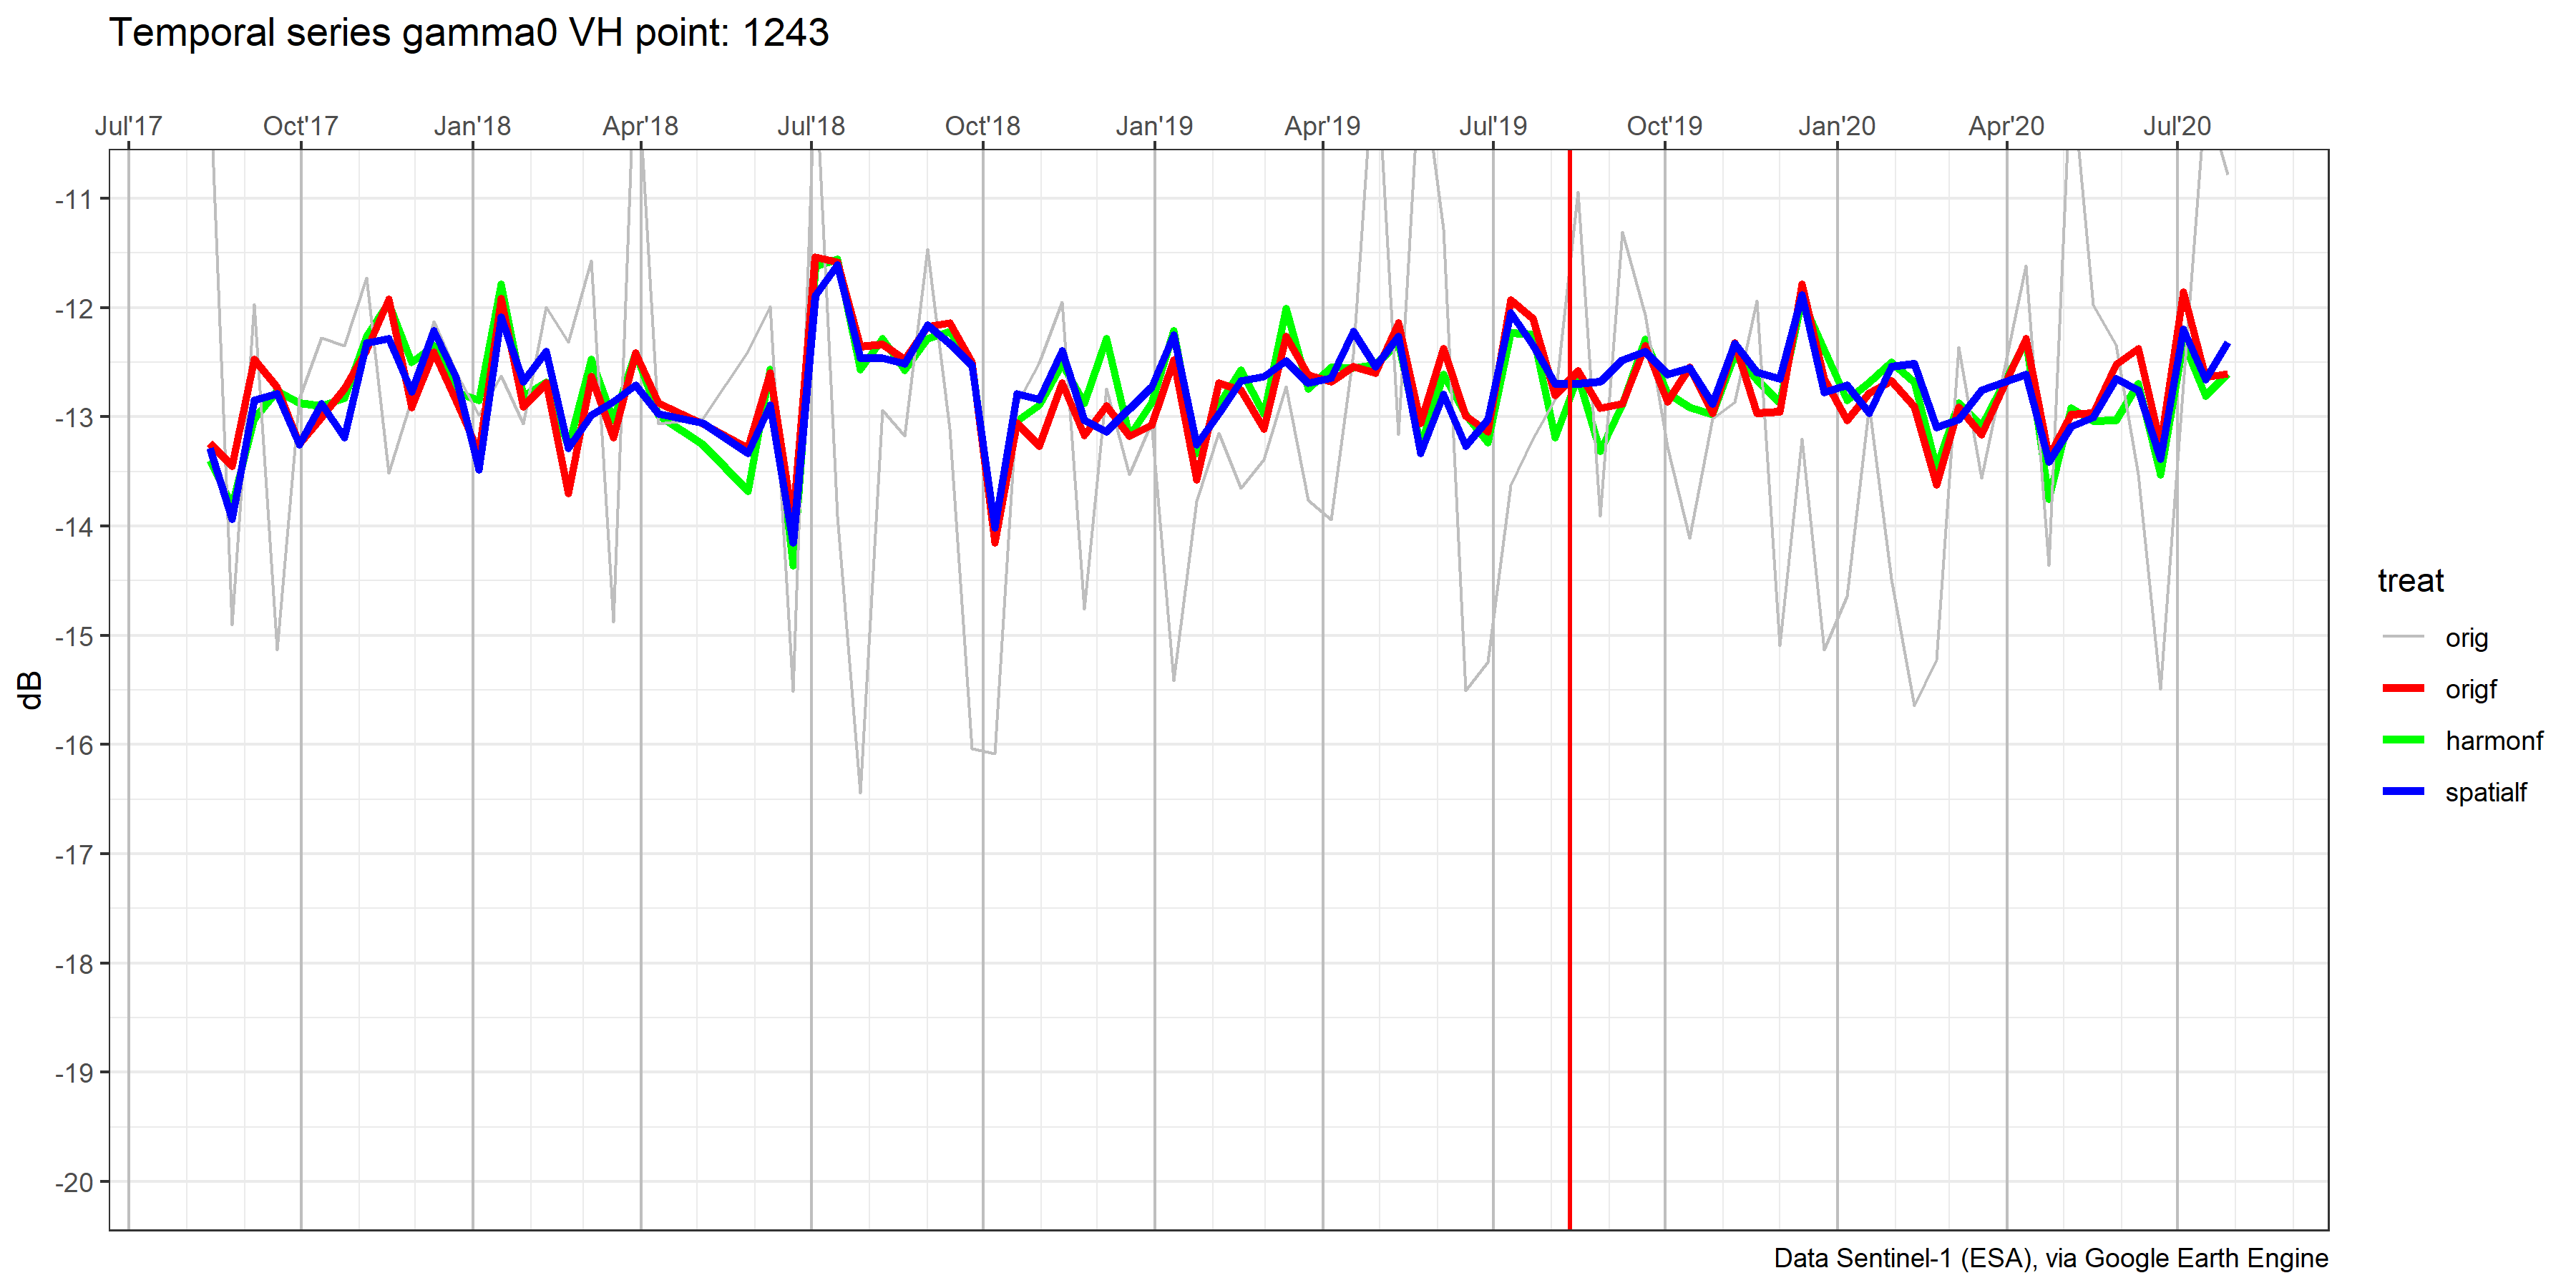 Temporal series gamma0 VH point: 1243
Jul'17 Oct'17 Jan'18 Apr'18 Jul'18 Oct'18 Jan'19 Apr'19 Jul'19 Oct'19 Jan'20 Apr'20 Jul'20
-11
-12
-13
-14
-15
-16
-17
-18
-19
-20
dB
treat
orig
origf
harmonf
spatialf
Data Sentinel-1 (ESA), via Google Earth Engine